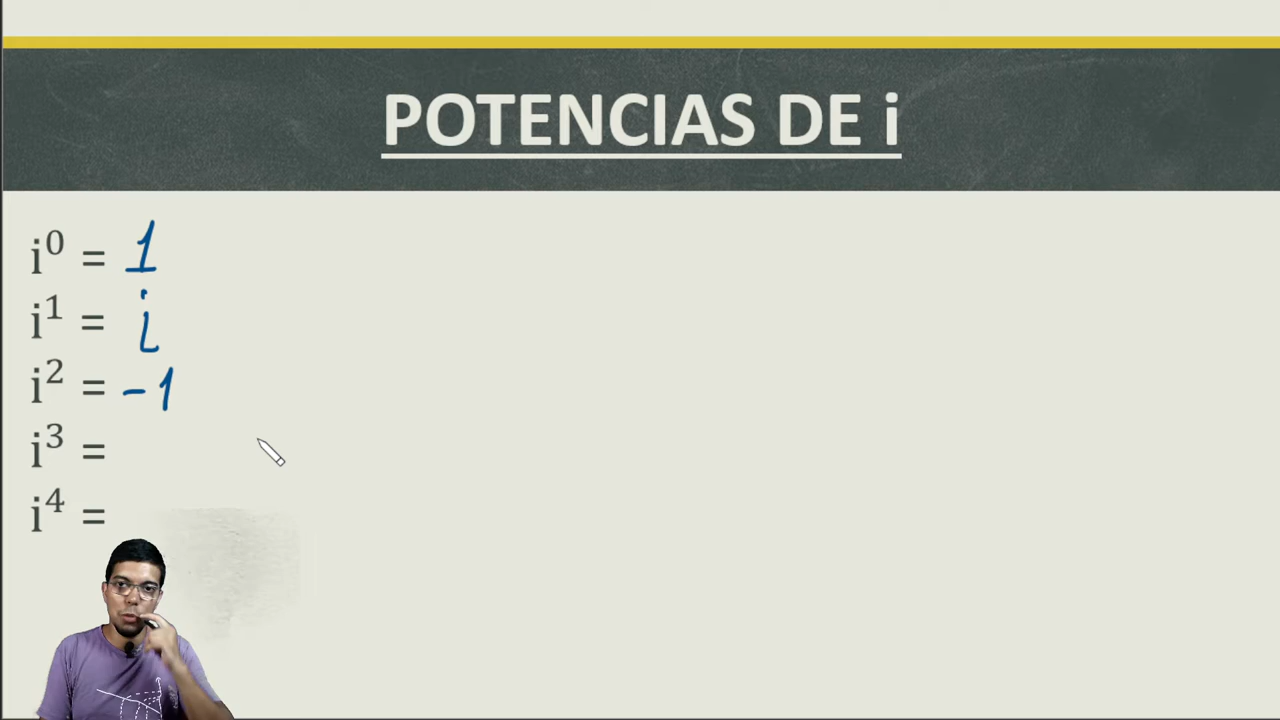 POTENCIAS DE i
i⁰ = 1
i¹ = i
i² = -1
i³ =
i⁴ =